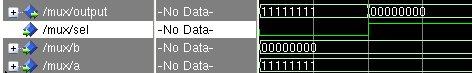 /mux/output -No Data- 11111111 00000000
/mux/sel -No Data-
/mux/b -No Data- 00000000
/mux/a -No Data- 11111111